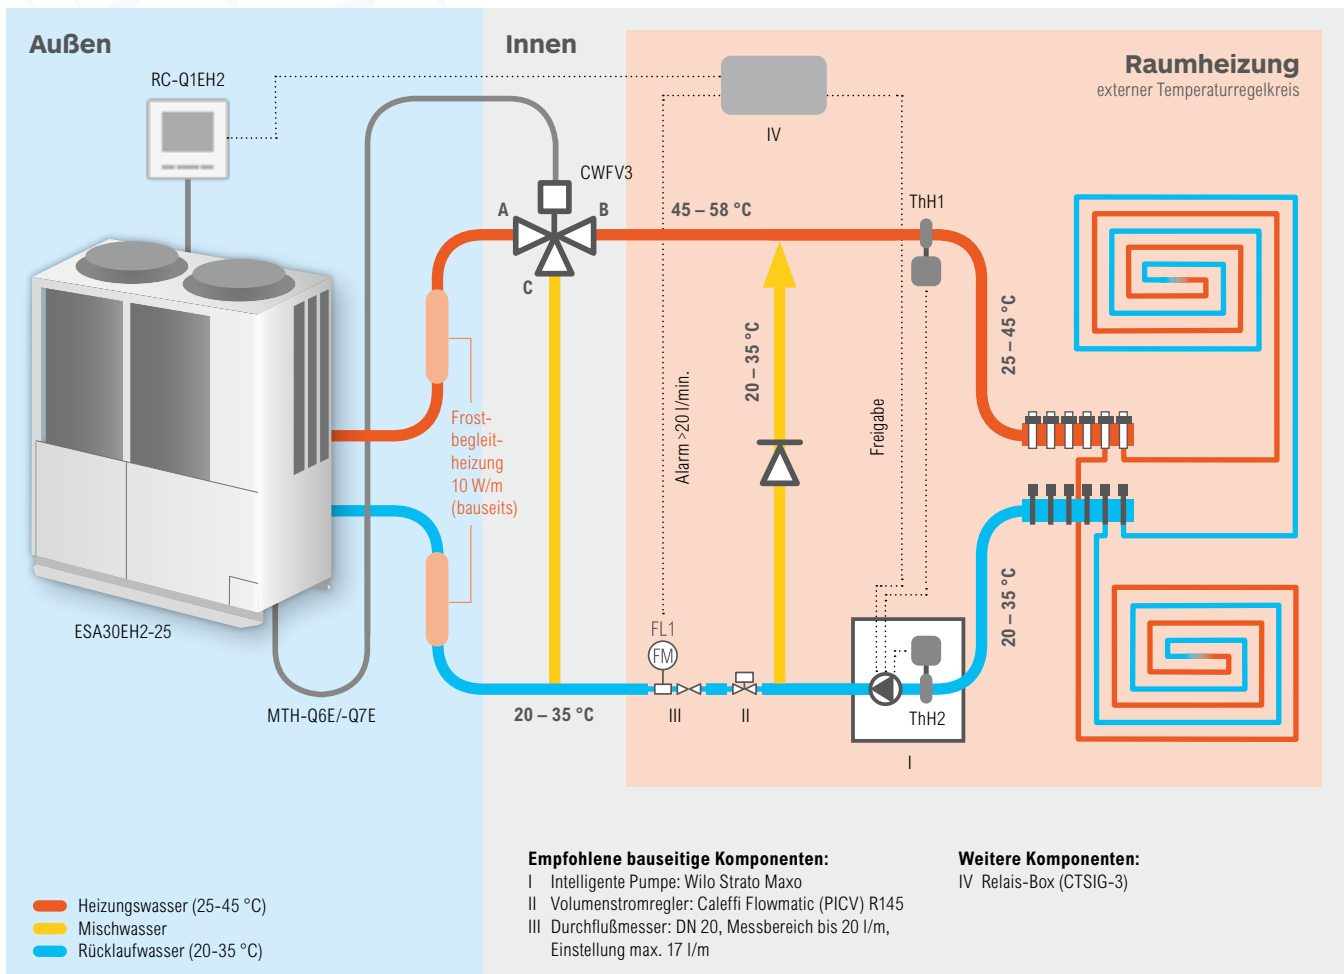 Außen
Innen
Raumheizung
externer Temperaturregelkreis
RC-Q1EH2
IV
CWFV3
A
B
C
45 – 58 °C
ThH1
25 – 45 °C
20 – 35 °C
Alarm >20 l/min.
Freigabe
Frost-
begleit-
heizung
10 W/m
(bauseits)
ESA30EH2-25
MTH-Q6E/-Q7E
FL1
FM
20 – 35 °C
III
II
ThH2
I
20 – 35 °C
Empfohlene bauseitige Komponenten:
I Intelligente Pumpe: Wilo Strato Maxo
II Volumenstromregler: Caleffi Flowmatic (PICV) R145
III Durchflußmesser: DN 20, Messbereich bis 20 l/m,
Einstellung max. 17 l/m
Weitere Komponenten:
IV Relais-Box (CTSIG-3)
Heizungswasser (25-45 °C)
Mischwasser
Rücklaufwasser (20-35 °C)